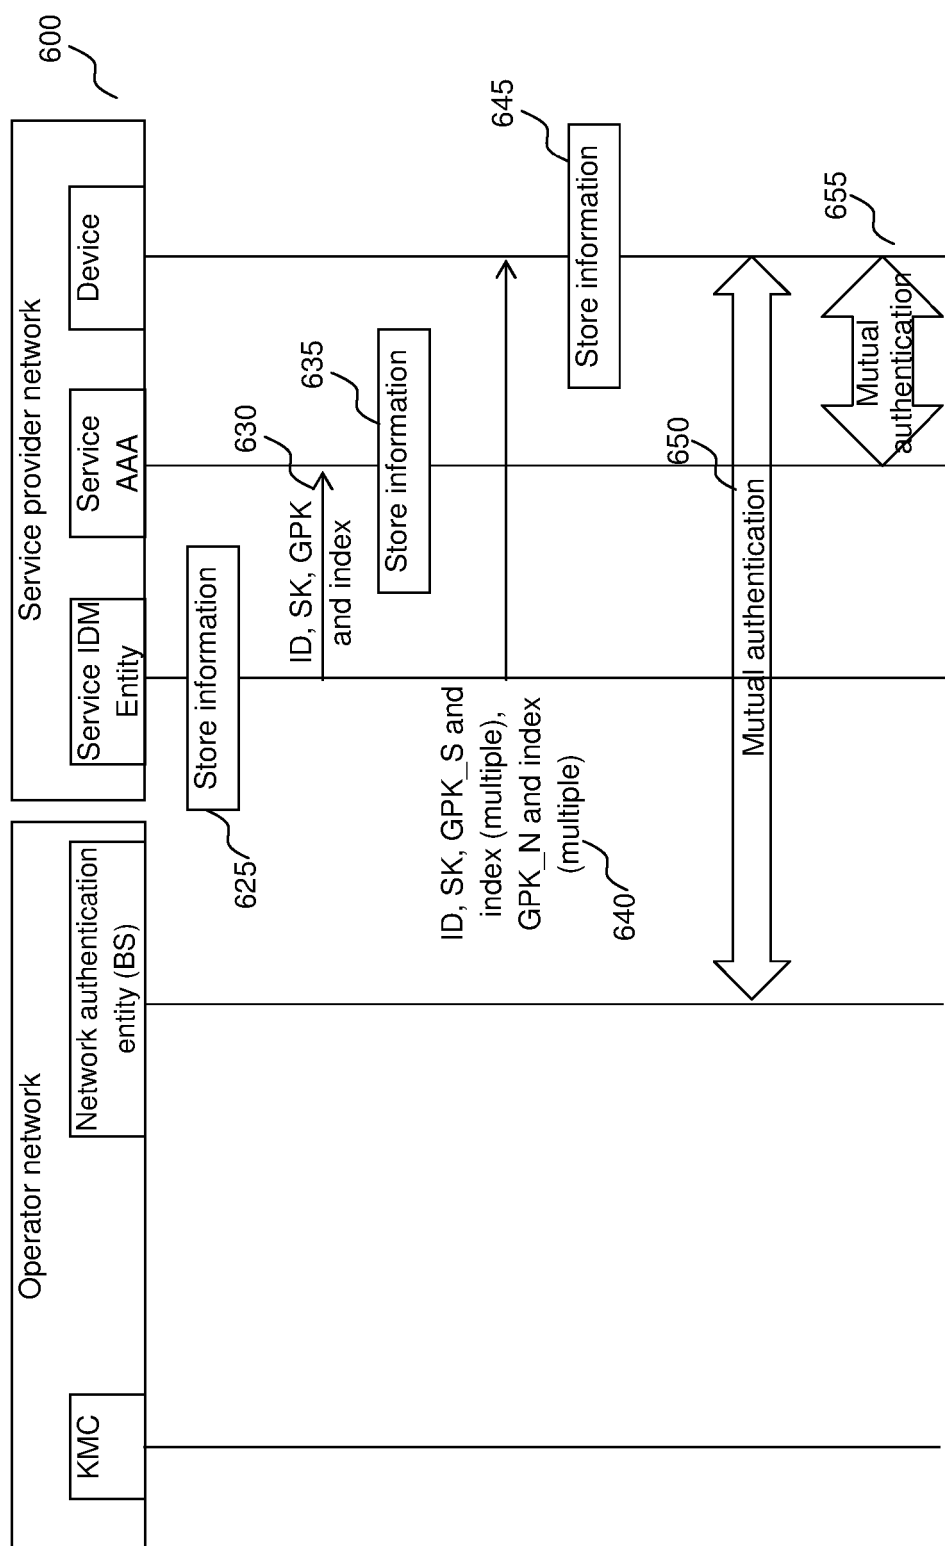 600
Operator network
Service provider network
KMC
Network authentication
entity (BS)
Service IDM
Entity
Service
AAA
Device
Store information
625
ID, SK, GPK
and index
630
Store information
635
ID, SK, GPK_S and
index (multiple),
GPK_N and index
(multiple)
640
Store information
645
Mutual authentication
650
Mutual
authentication
655